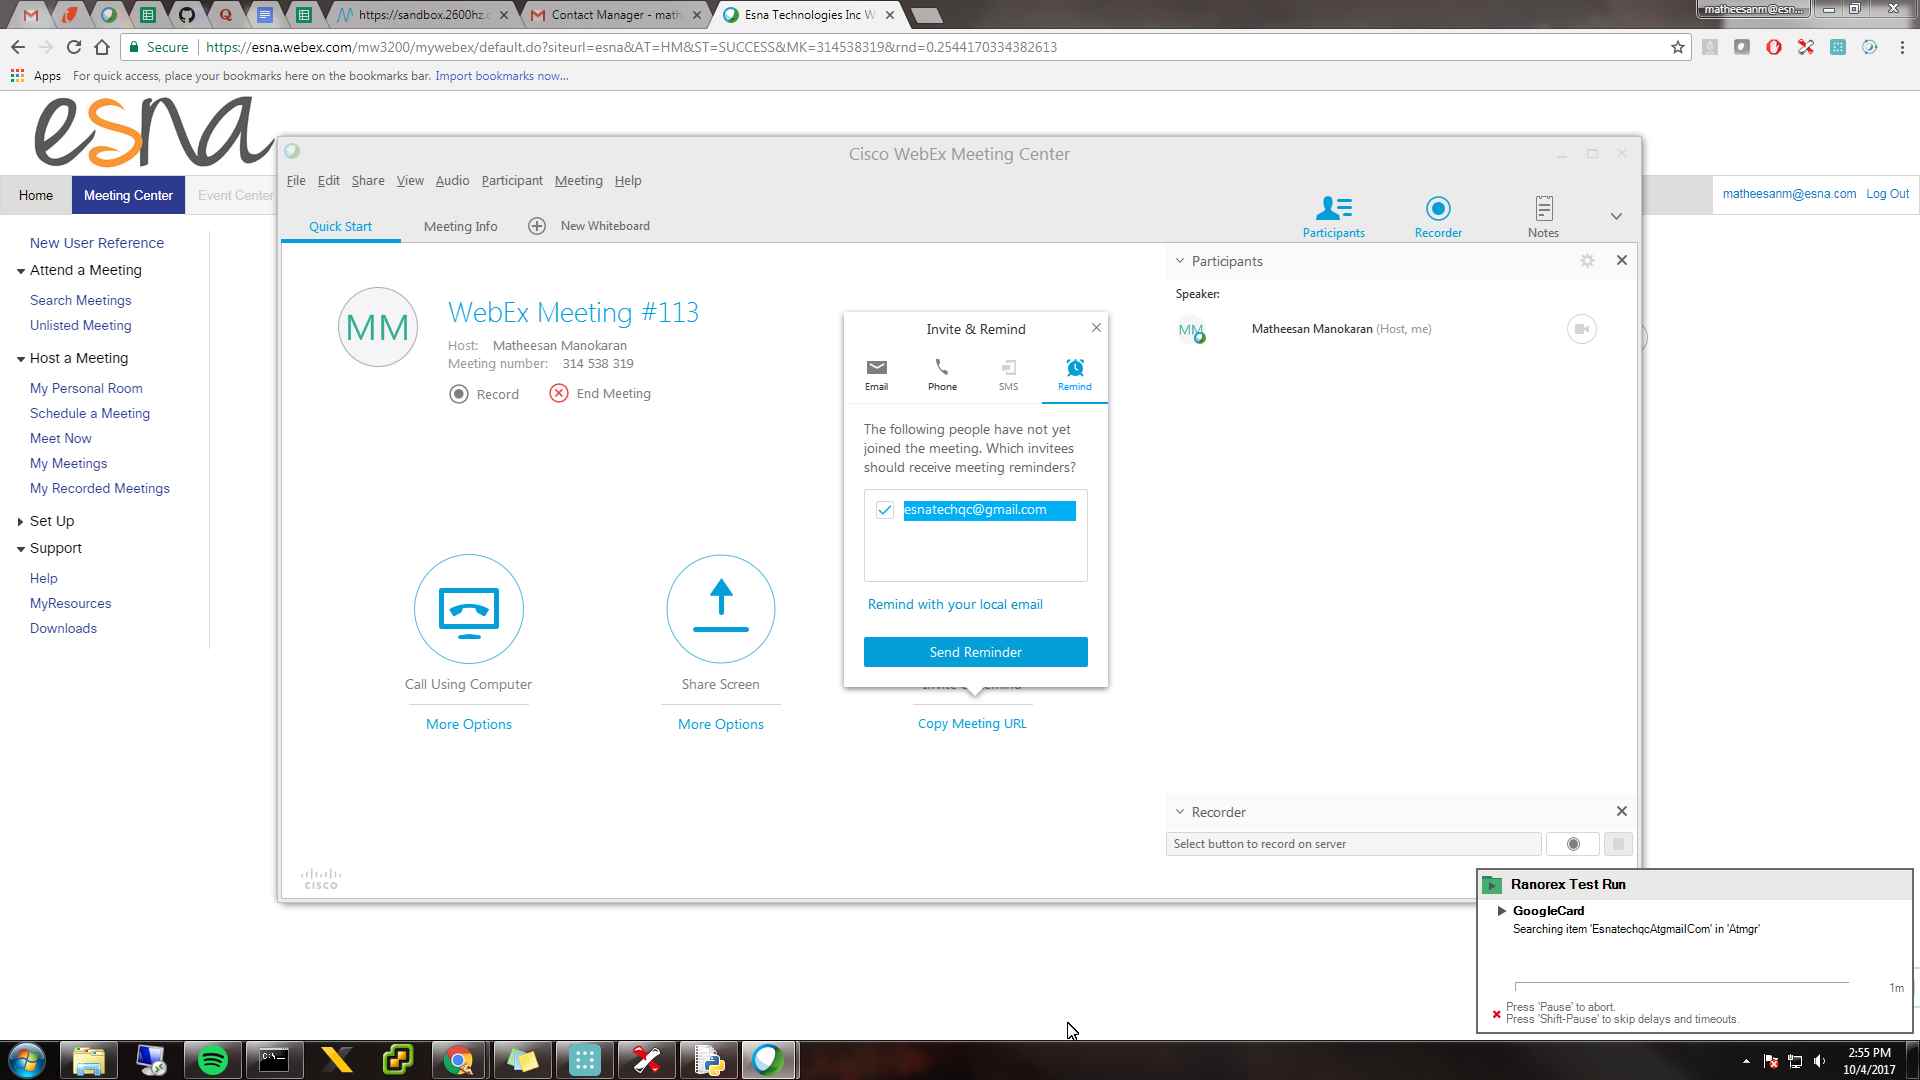 https://sandbox.2600hz.c
Contact Manager - math
Esna Technologies Inc W
matheesanm@esn...
Secure
https://esna.webex.com/mw3200/mywebex/default.do?siteurl=esna&AT=HM&ST=SUCCESS&MK=314538319&rnd=0.2544170334382613
Apps
For quick access, place your bookmarks here on the bookmarks bar. Import bookmarks now...
esna
Home
Meeting Center
Event Center
matheesanm@esna.com
Log Out
New User Reference
Attend a Meeting
Search Meetings
Unlisted Meeting
Host a Meeting
My Personal Room
Schedule a Meeting
Meet Now
My Meetings
My Recorded Meetings
Set Up
Support
Help
MyResources
Downloads
Cisco WebEx Meeting Center
File Edit Share View Audio Participant Meeting Help
Quick Start
Meeting Info
New Whiteboard
Participants
Recorder
Notes
MM
WebEx Meeting #113
Host: Matheesan Manokaran
Meeting number: 314 538 319
Record
End Meeting
Call Using Computer
More Options
Share Screen
More Options
Copy Meeting URL
Invite & Remind
Email
Phone
SMS
Remind
The following people have not yet
joined the meeting. Which invitees
should receive meeting reminders?
esnatechqc@gmail.com
Remind with your local email
Send Reminder
Participants
Speaker:
MM
Matheesan Manokaran (Host, me)
Recorder
Select button to record on server
CISCO
Ranorex Test Run
GoogleCard
Searching item 'EsnatechqcAtgmailCom' in 'Atmgr'
1m
Press 'Pause' to abort.
Press 'Shift-Pause' to skip delays and timeouts.
2:55 PM
10/4/2017